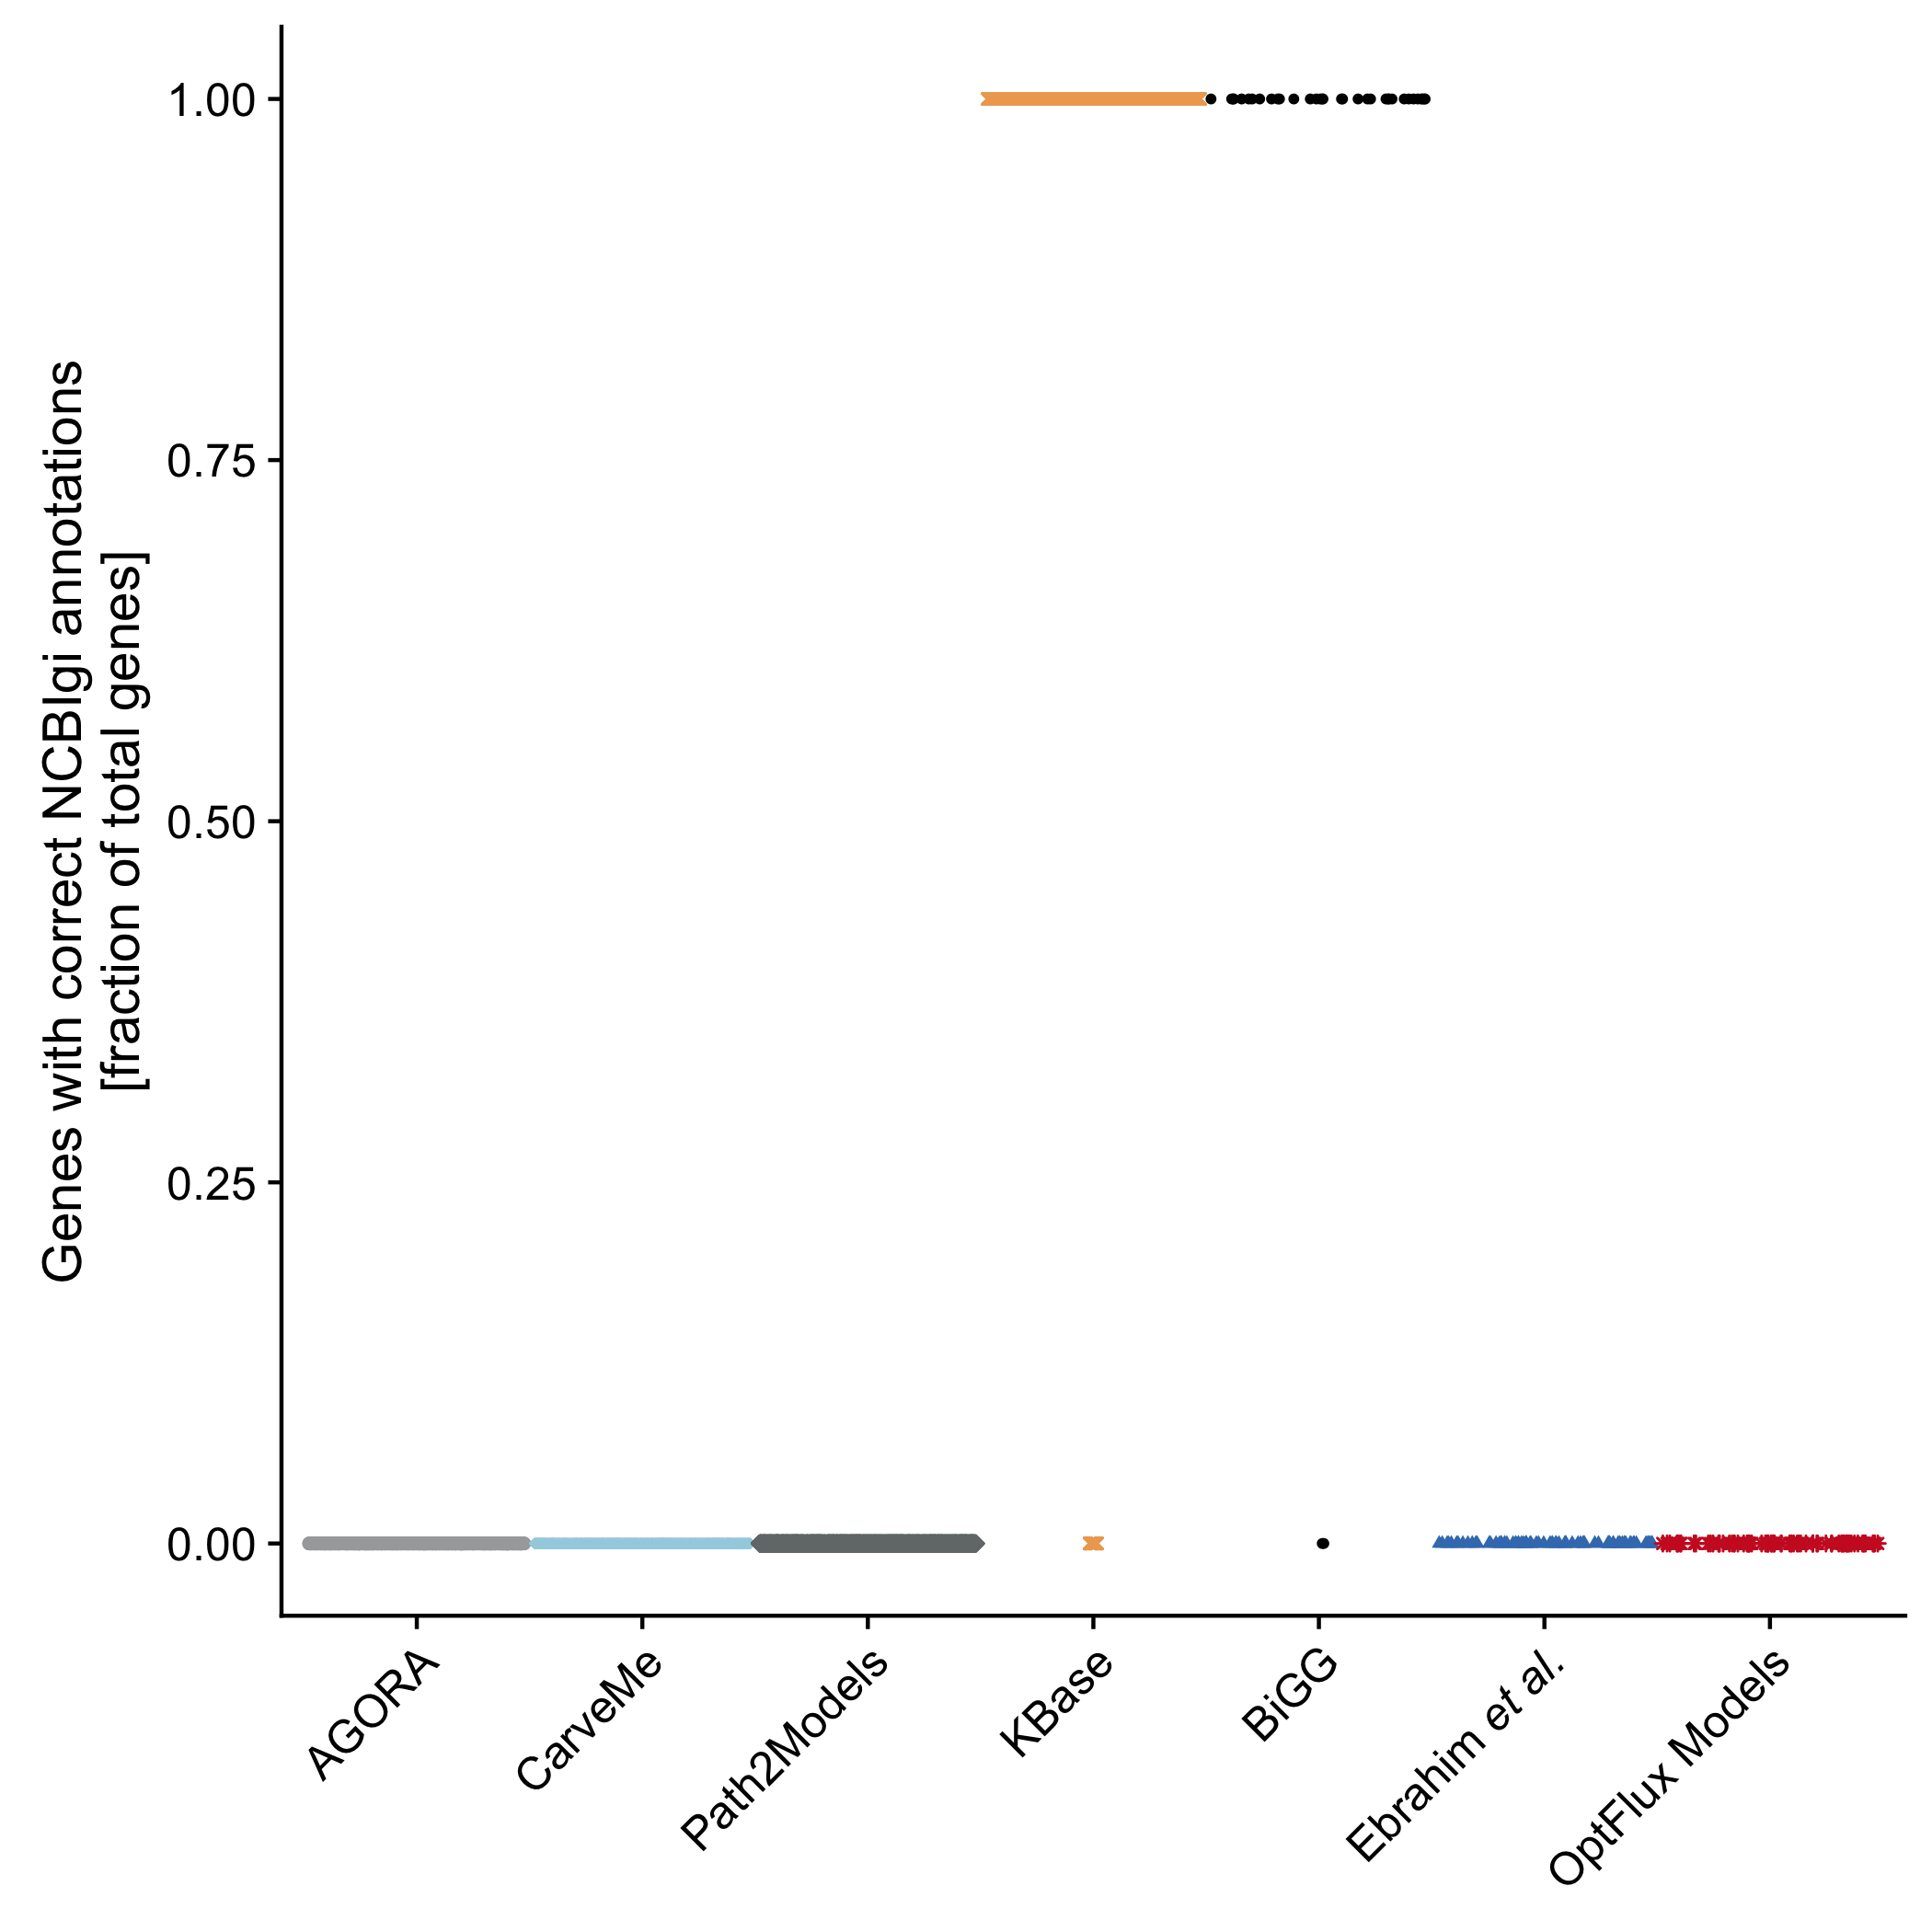 Genes with correct NCBIgi annotations
[fraction of total genes]
1.00
0.75
0.50
0.25
0.00
AGORA
CarveMe
Path2Models
KBase
BiGG
Ebrahim et al.
OptFlux Models